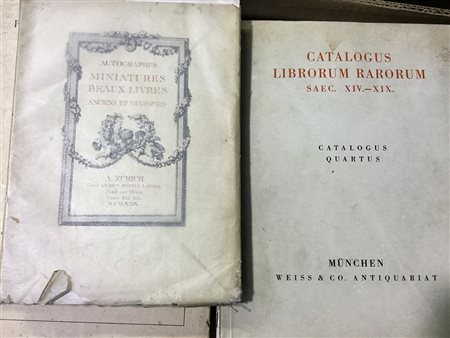 AUTOGRAPHES
MINIATURES
BEAUX LIVRES
ANCIENS ET MODERNES
A ZURICH
CATALOGUS
LIBRORUM RARORUM
SAEC. XIV.—XIX.
CATALOGUS
QUARTUS
MÜNCHEN
WEISS & CO. ANTIQUARIAT